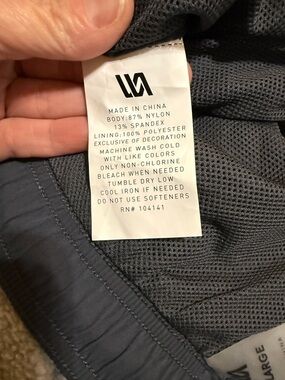 MADE IN CHINA
BODY:87% NYLON
13% SPANDEX
LINING:100% POLYESTER
EXCLUSIVE OF DECORATION
MACHINE WASH COLD
WITH LIKE COLORS
ONLY NON-CHLORINE
BLEACH WHEN NEEDED
TUMBLE DRY LOW
COOL IRON IF NEEDED
DO NOT USE SOFTENERS
RN# 104141
LARGE